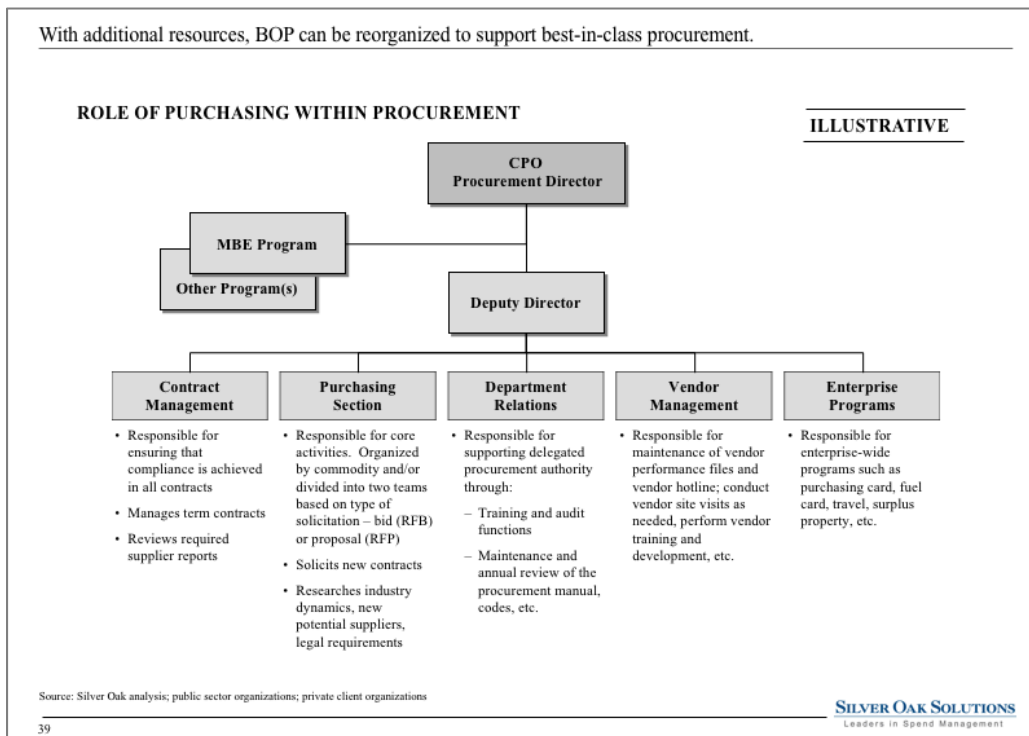 With additional resources, BOP can be reorganized to support best-in-class procurement.
ROLE OF PURCHASING WITHIN PROCUREMENT
ILLUSTRATIVE
CPO
Procurement Director
MBE Program
Other Program(s)
Deputy Director
Contract
Management
• Responsible for
ensuring that
compliance is achieved
in all contracts
• Manages term contracts
• Reviews required
supplier reports
Purchasing
Section
• Responsible for core
activities. Organized
by commodity and/or
divided into two teams
based on type of
solicitation – bid (RFB)
or proposal (RFP)
• Solicits new contracts
• Researches industry
dynamics, new
potential suppliers,
legal requirements
Department
Relations
• Responsible for
supporting delegated
procurement authority
through:
– Training and audit
functions
– Maintenance and
annual review of the
procurement manual,
codes, etc.
Vendor
Management
• Responsible for
maintenance of vendor
performance files and
vendor hotline; conduct
vendor site visits as
needed, perform vendor
training and
development, etc.
Enterprise
Programs
• Responsible for
enterprise-wide
programs such as
purchasing card, fuel
card, travel, surplus
property, etc.
Source: Silver Oak analysis; public sector organizations; private client organizations
39
SILVER OAK SOLUTIONS
Leaders in Spend Management